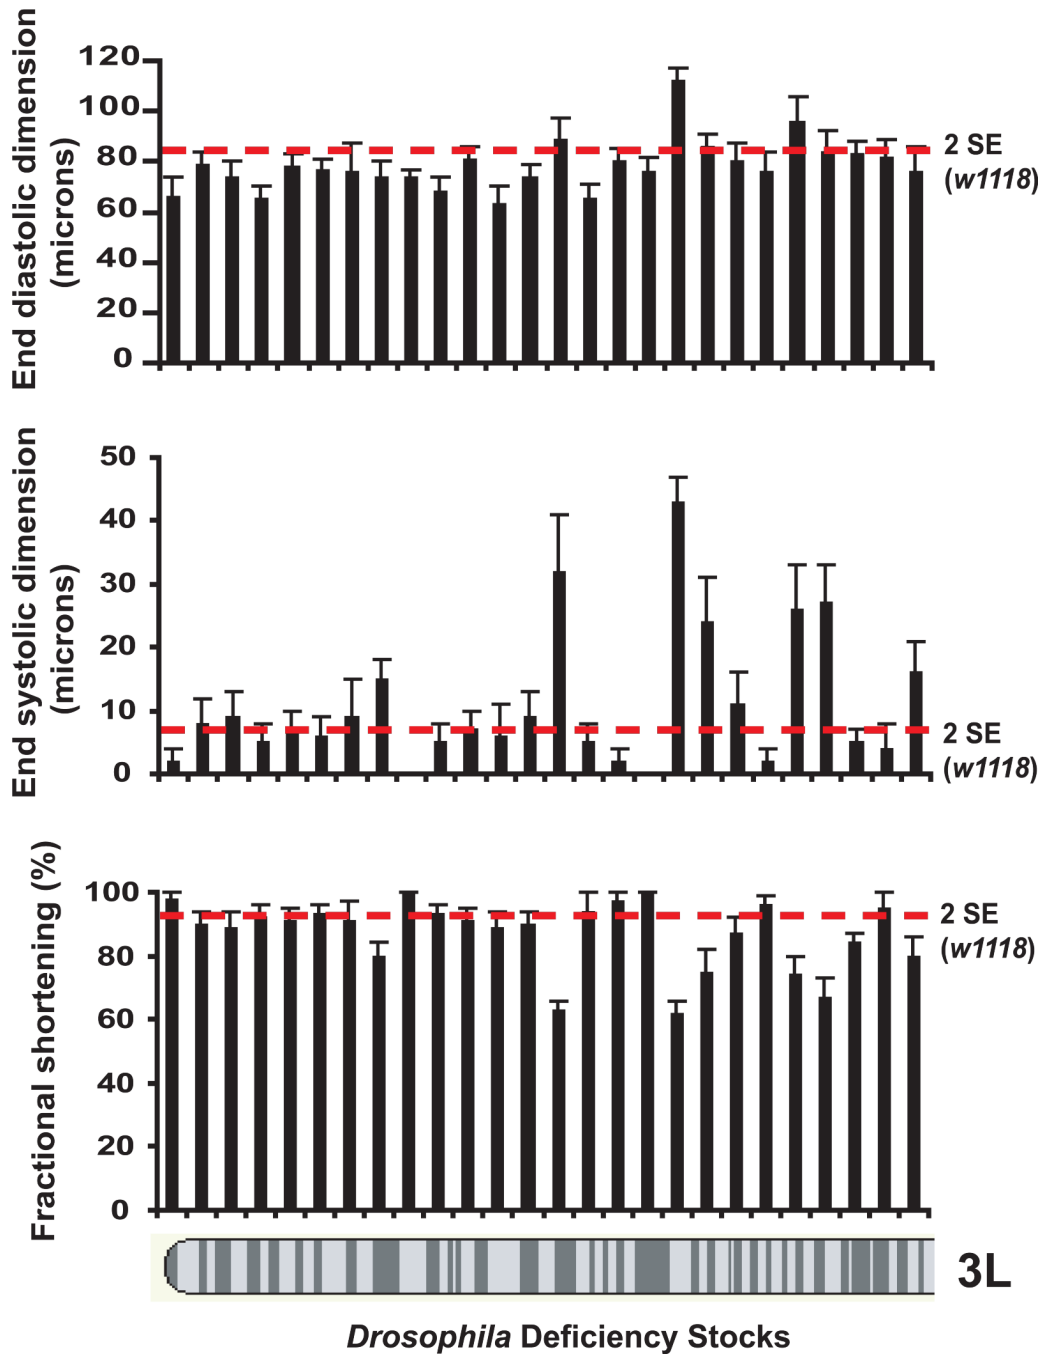 End diastolic dimension
(microns)
120
100
80
60
40
20
0
2 SE
(w1118)
End systolic dimension
(microns)
50
40
30
20
10
0
2 SE
(w1118)
Fractional shortening (%)
100
80
60
40
20
0
2 SE
(w1118)
3L
Drosophila Deficiency Stocks